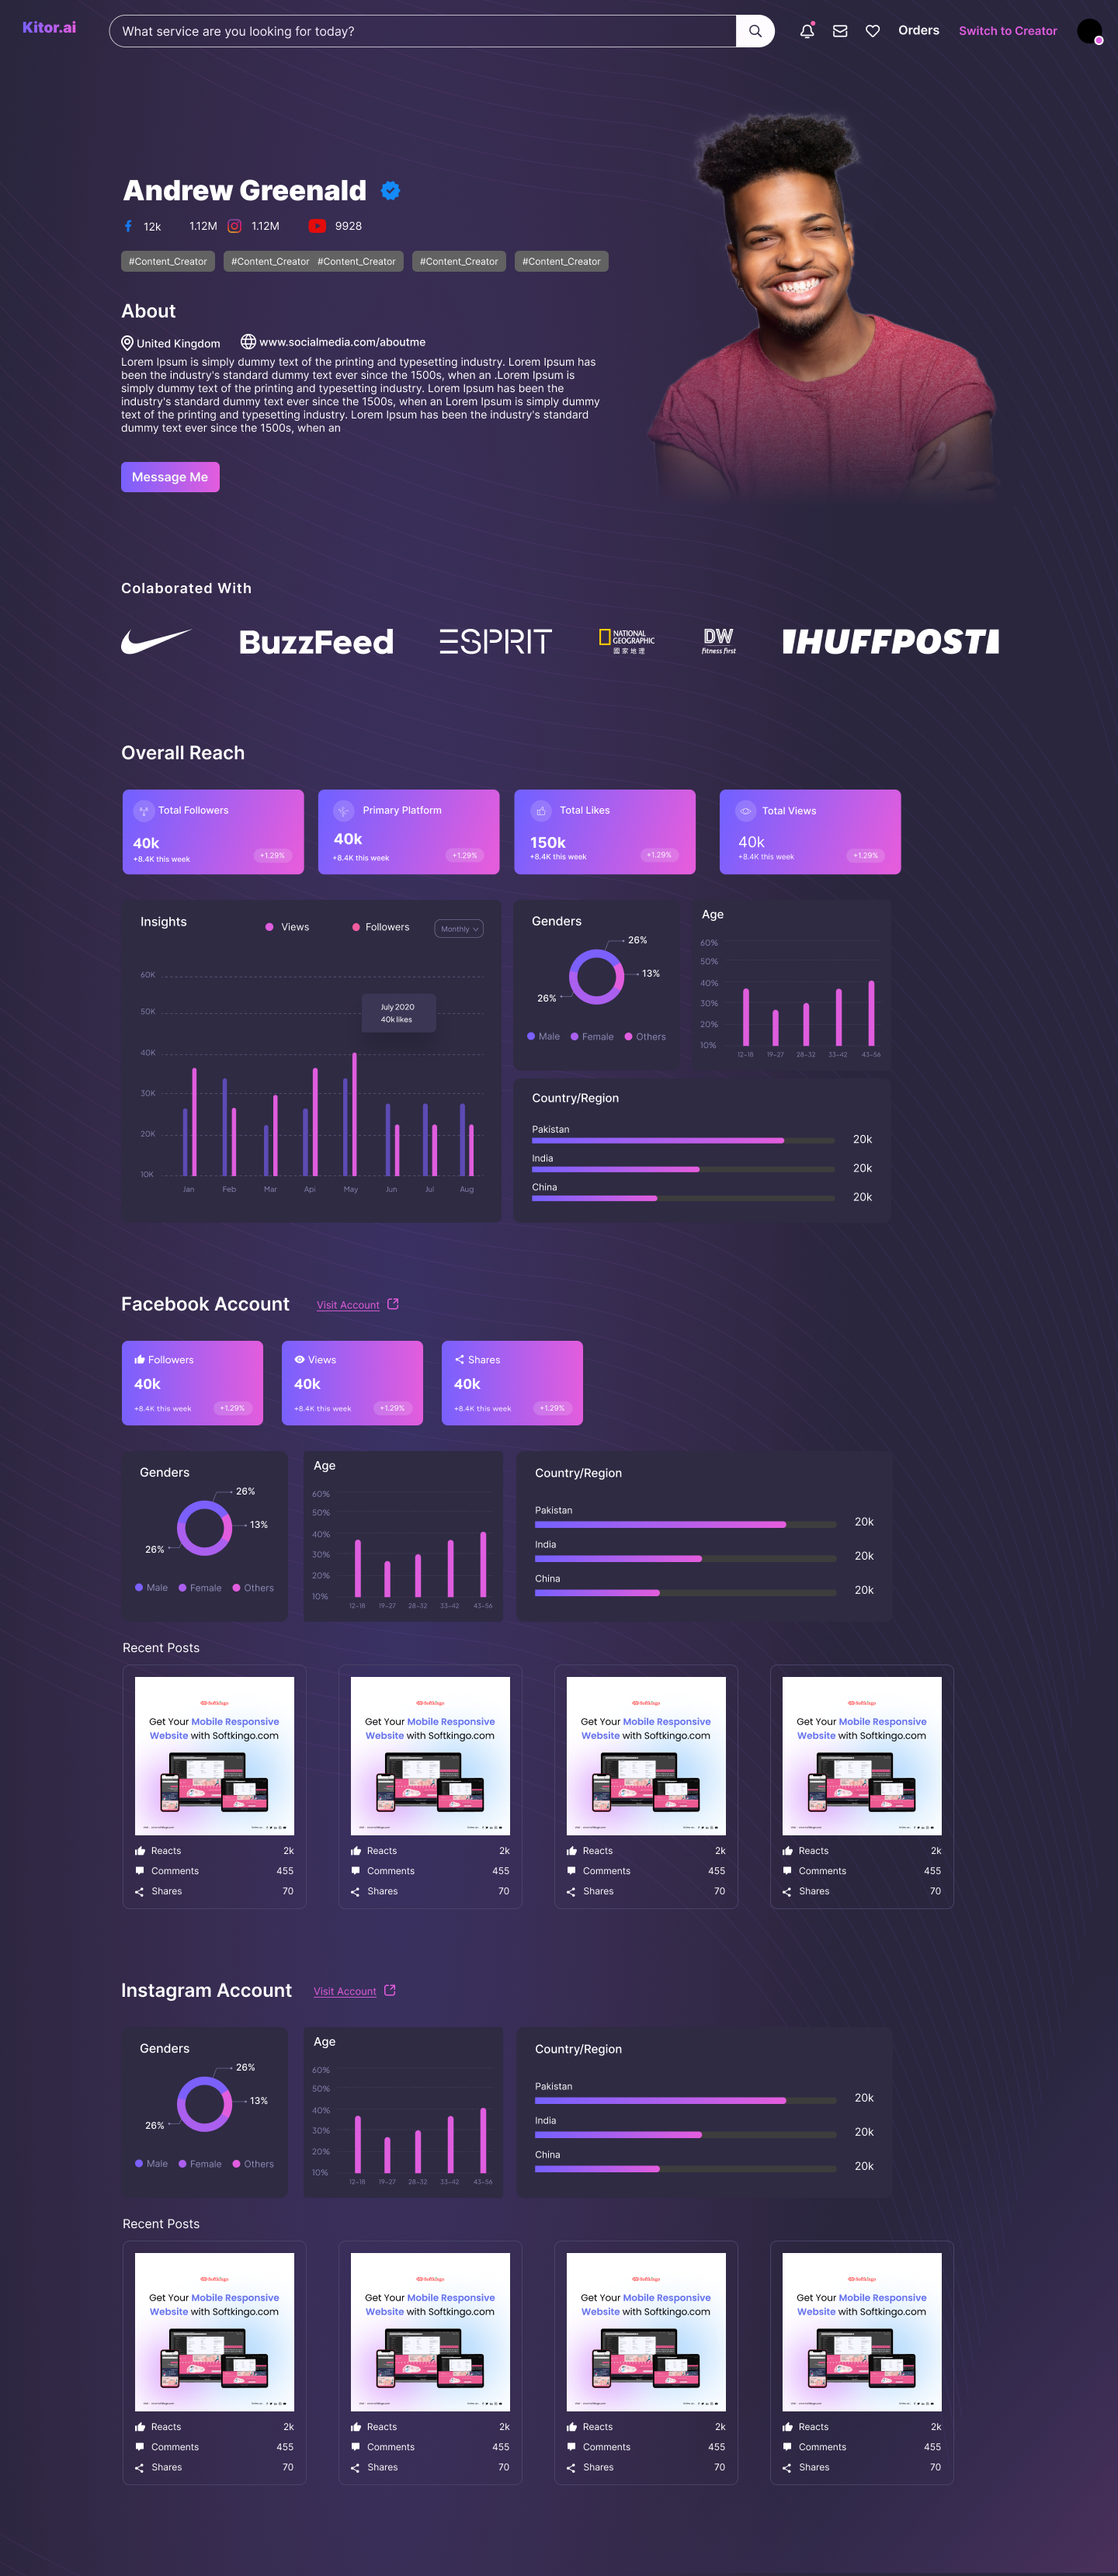 Kitor.ai
What service are you looking for today?
Orders
Switch to Creator
Andrew Greenald
12k
1.12M
1.12M
9928
#Content_Creator
#Content_Creator #Content_Creator
#Content_Creator
#Content_Creator
About
United Kingdom
www.socialmedia.com/aboutme
Lorem Ipsum is simply dummy text of the printing and typesetting industry. Lorem Ipsum has
been the industry's standard dummy text ever since the 1500s, when an .Lorem Ipsum is
simply dummy text of the printing and typesetting industry. Lorem Ipsum has been the
industry's standard dummy text ever since the 1500s, when an Lorem Ipsum is simply dummy
text of the printing and typesetting industry. Lorem Ipsum has been the industry's standard
dummy text ever since the 1500s, when an
Message Me
Colaborated With
BuzzFeed
ESPRIT
NATIONAL
GEOGRAPHIC
國家地理
DW
fitness first
HUFFPOST
Overall Reach
Total Followers
40k
+8.4K this week
+1.29%
Primary Platform
40k
+8.4K this week
+1.29%
Total Likes
150k
+8.4K this week
+1.29%
Total Views
40k
+8.4K this week
+1.29%
Insights
Views
Followers
Monthly
60K
50K
40K
30K
20K
10K
July 2020
40k likes
Jan
Feb
Mar
Api
May
Jun
Jul
Aug
Genders
26%
13%
26%
Male
Female
Others
Age
60%
50%
40%
30%
20%
10%
12-18
19-27
28-32
33-42
43-56
Country/Region
Pakistan
20k
India
20k
China
20k
Facebook Account
Visit Account
Followers
40k
+8.4K this week
+1.29%
Views
40k
+8.4K this week
+1.29%
Shares
40k
+8.4K this week
+1.29%
Genders
26%
13%
26%
Male
Female
Others
Age
60%
50%
40%
30%
20%
10%
12-18
19-27
28-32
33-42
43-56
Country/Region
Pakistan
20k
India
20k
China
20k
Recent Posts
Softkingo
Get Your Mobile Responsive
Website with Softkingo.com
Reacts 2k
Comments 455
Shares 70
Softkingo
Get Your Mobile Responsive
Website with Softkingo.com
Reacts 2k
Comments 455
Shares 70
Softkingo
Get Your Mobile Responsive
Website with Softkingo.com
Reacts 2k
Comments 455
Shares 70
Softkingo
Get Your Mobile Responsive
Website with Softkingo.com
Reacts 2k
Comments 455
Shares 70
Instagram Account
Visit Account
Genders
26%
13%
26%
Male
Female
Others
Age
60%
50%
40%
30%
20%
10%
12-18
19-27
28-32
33-42
43-56
Country/Region
Pakistan
20k
India
20k
China
20k
Recent Posts
Softkingo
Get Your Mobile Responsive
Website with Softkingo.com
Reacts 2k
Comments 455
Shares 70
Softkingo
Get Your Mobile Responsive
Website with Softkingo.com
Reacts 2k
Comments 455
Shares 70
Softkingo
Get Your Mobile Responsive
Website with Softkingo.com
Reacts 2k
Comments 455
Shares 70
Softkingo
Get Your Mobile Responsive
Website with Softkingo.com
Reacts 2k
Comments 455
Shares 70